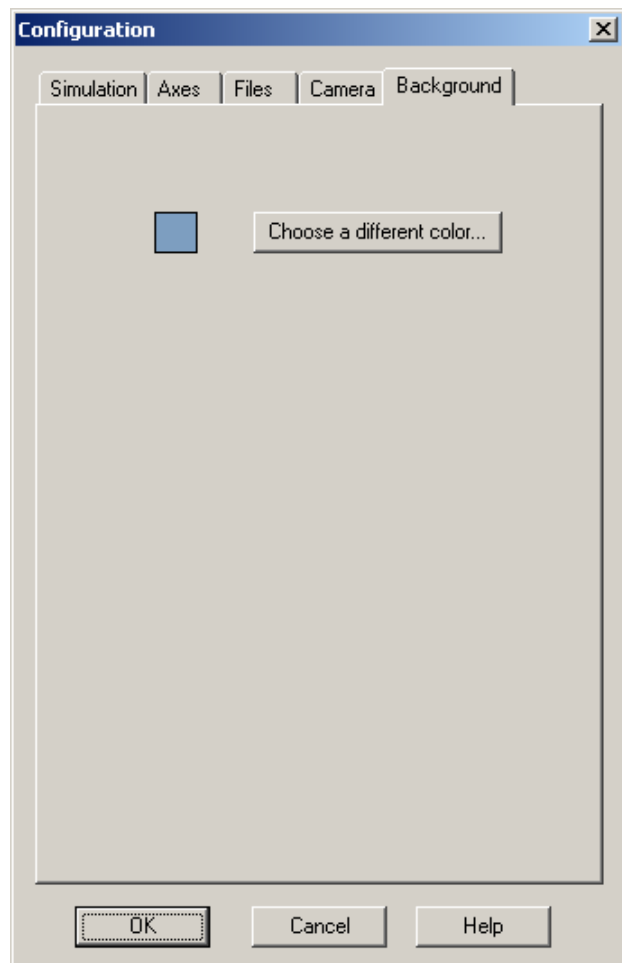 Configuration
Simulation Axes Files Camera Background
Choose a different color...
OK Cancel Help